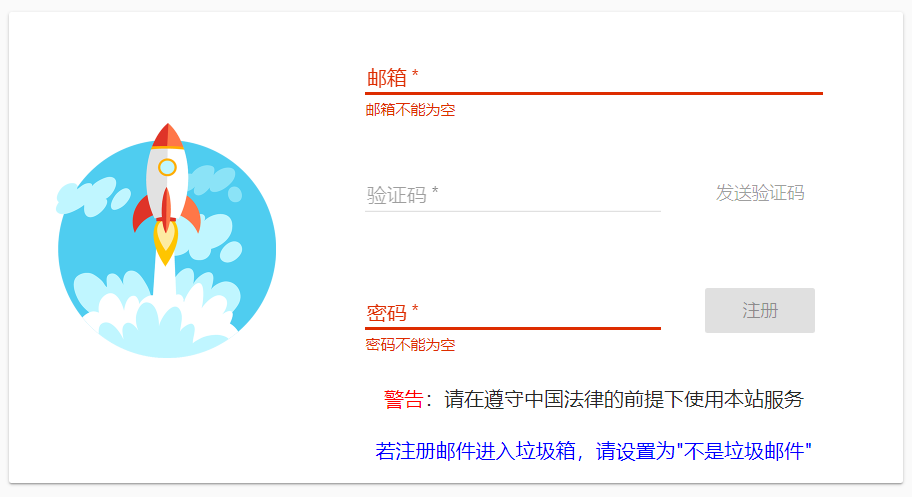 邮箱 *
邮箱不能为空
验证码 *
发送验证码
密码 *
注册
密码不能为空
警告：请在遵守中国法律的前提下使用本站服务
若注册邮件进入垃圾箱，请设置为"不是垃圾邮件"